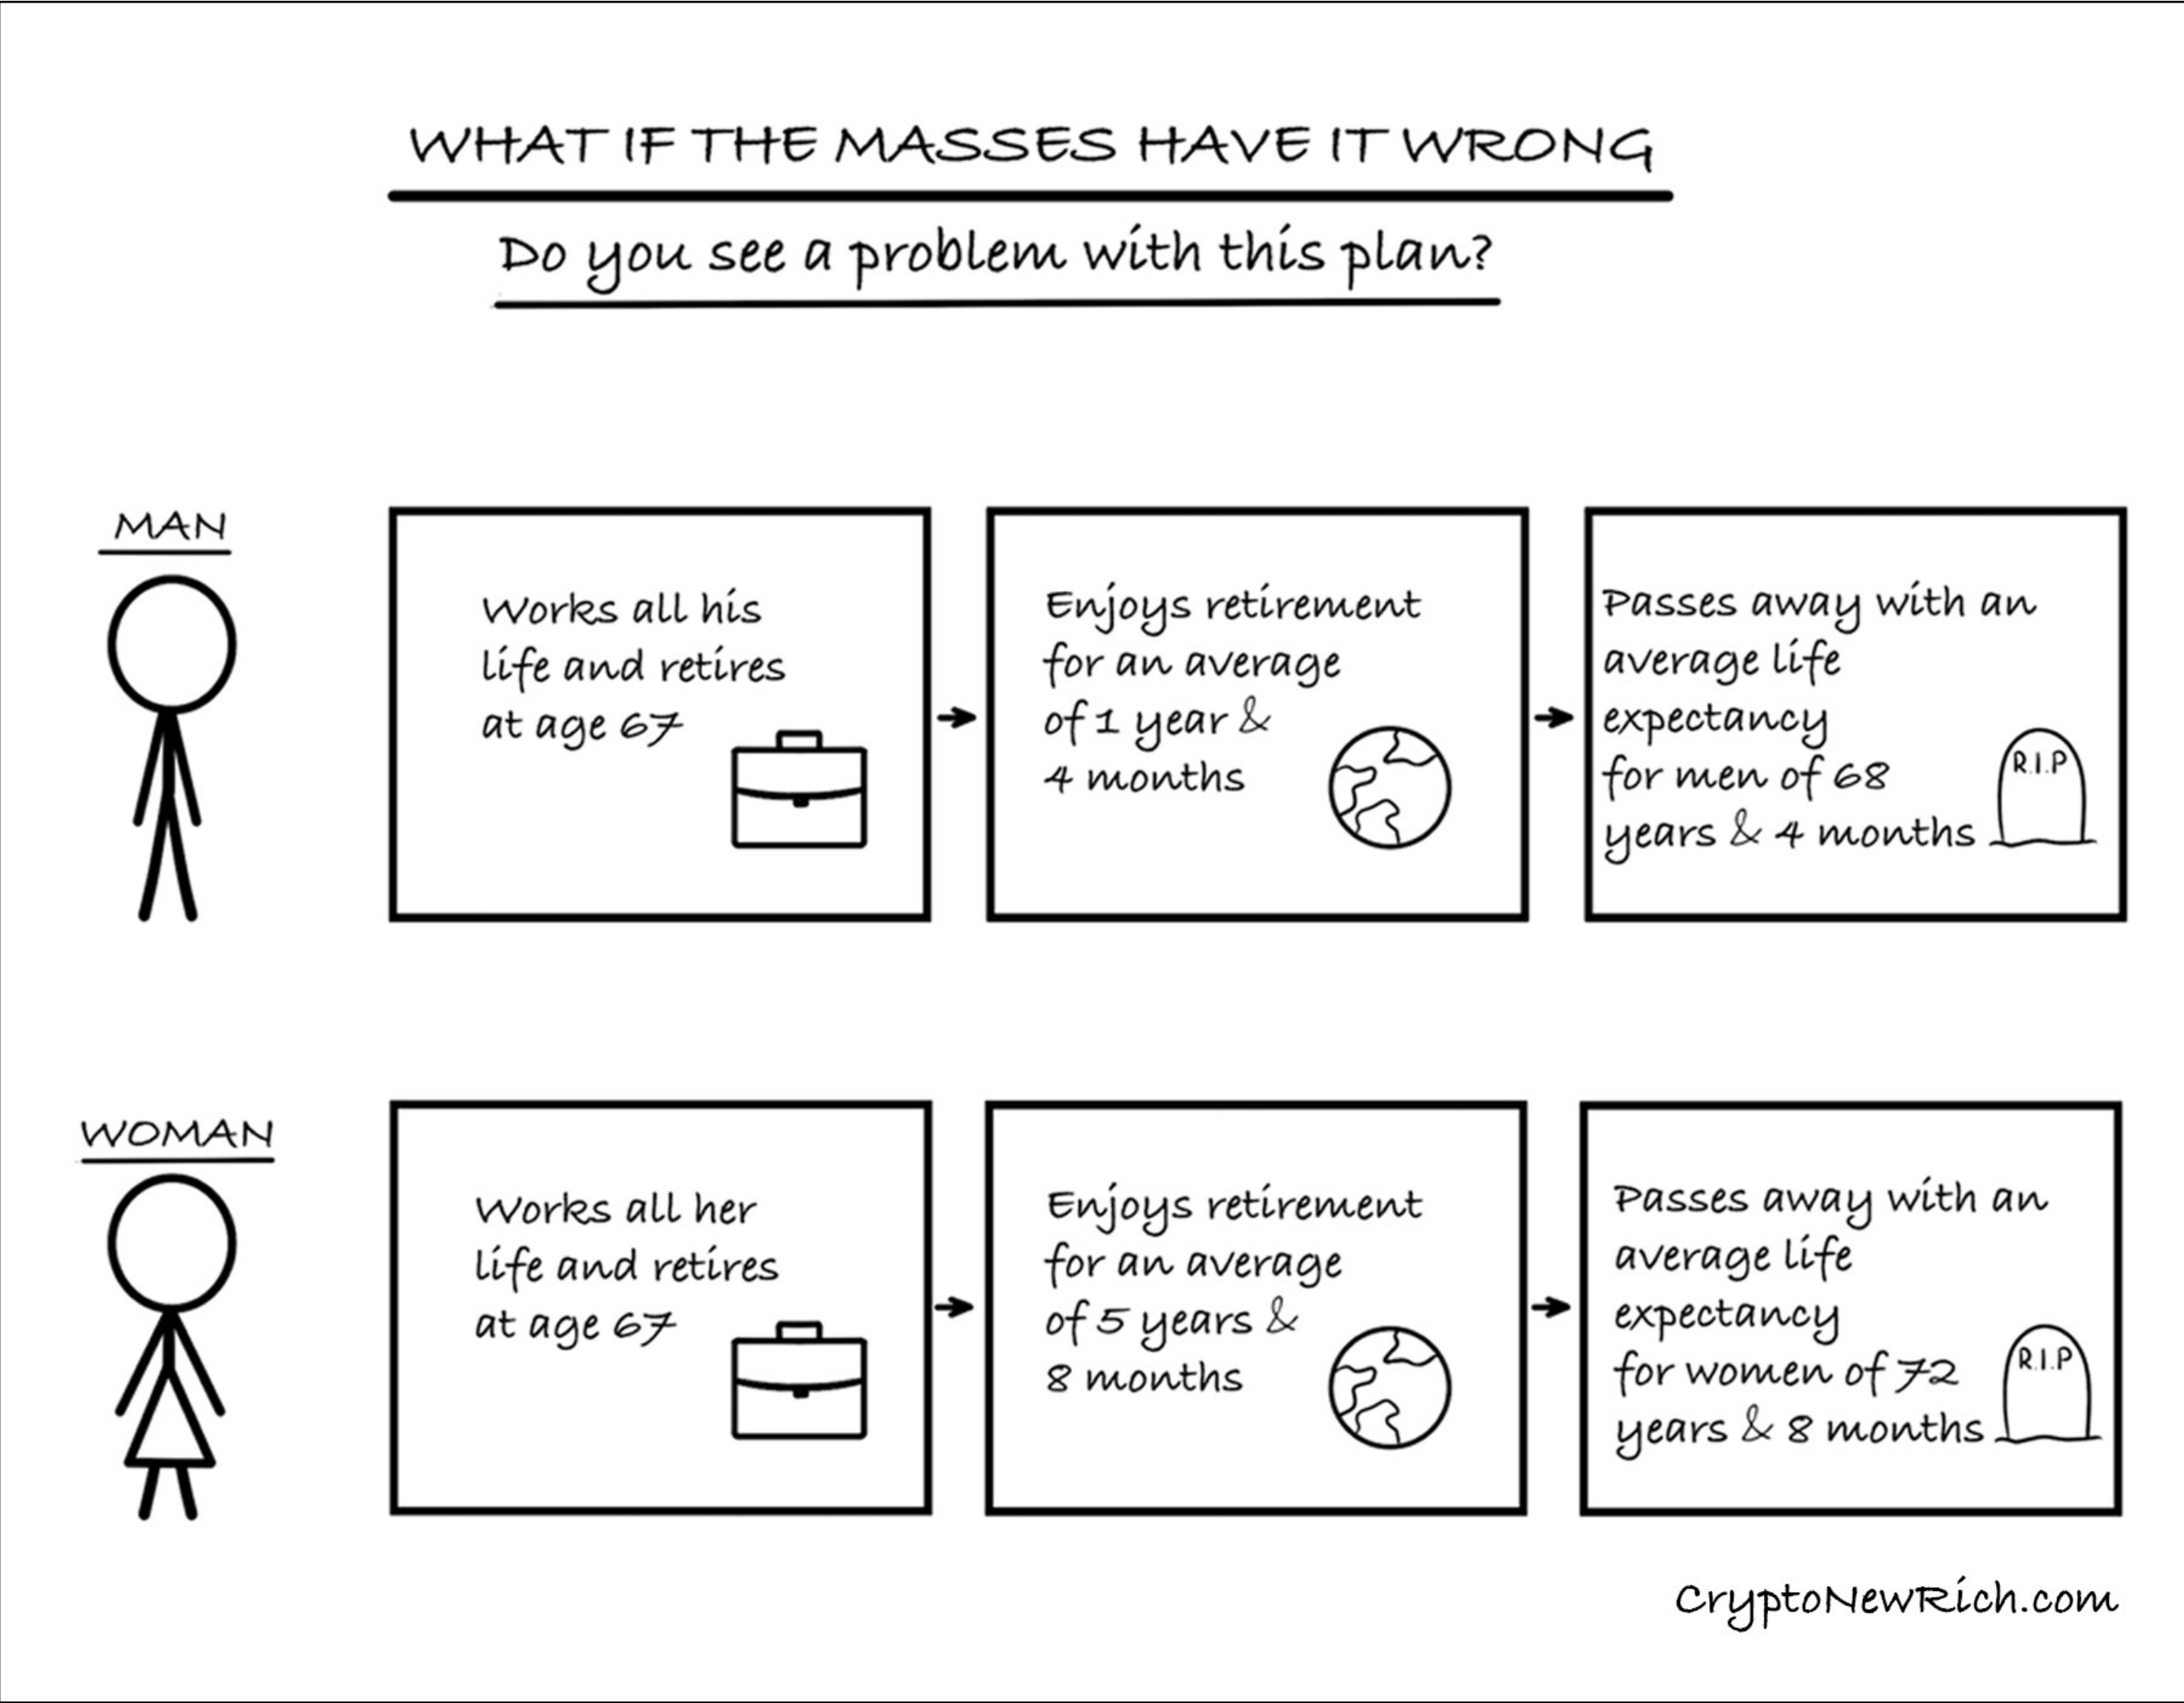 WHAT IF THE MASSES HAVE IT WRONG
Do you see a problem with this plan?
MAN
Works all his
life and retires
at age 67
Enjoys retirement
for an average
of 1 year &
4 months
Passes away with an
average life
expectancy
for men of 68
years & 4 months
R.I.P
WOMAN
Works all her
life and retires
at age 67
Enjoys retirement
for an average
of 5 years &
8 months
Passes away with an
average life
expectancy
for women of 72
years & 8 months
R.I.P
CryptoNewRich.com